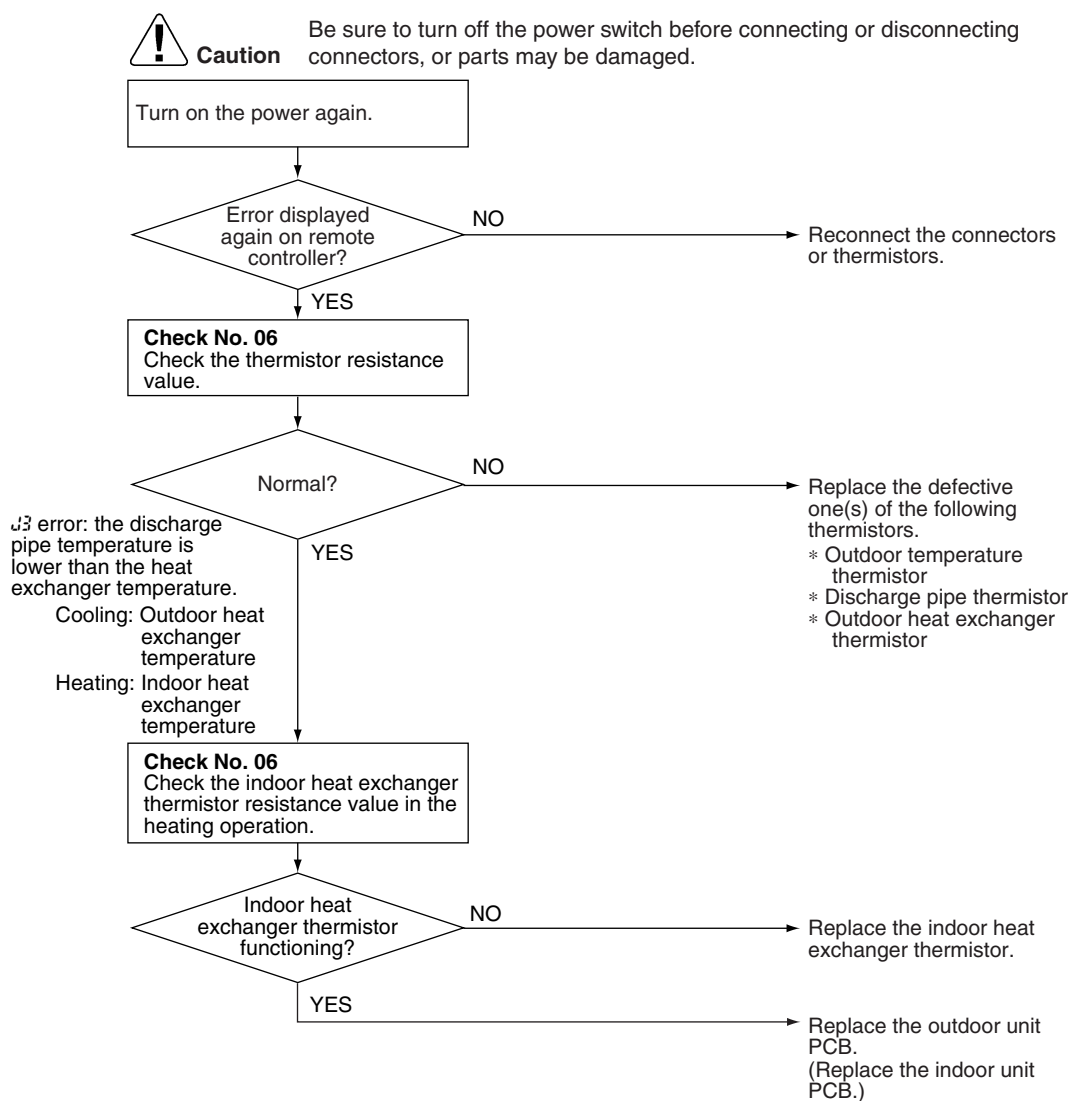 Be sure to turn off the power switch before connecting or disconnecting
Caution connectors, or parts may be damaged.
Turn on the power again.
Error displayed
again on remote
controller?
NO
Reconnect the connectors
or thermistors.
YES
Check No. 06
Check the thermistor resistance
value.
Normal?
NO
Replace the defective
one(s) of the following
thermistors.
∗ Outdoor temperature
thermistor
∗ Discharge pipe thermistor
∗ Outdoor heat exchanger
thermistor
YES
J3 error: the discharge
pipe temperature is
lower than the heat
exchanger temperature.
Cooling: Outdoor heat
exchanger
temperature
Heating: Indoor heat
exchanger
temperature
Check No. 06
Check the indoor heat exchanger
thermistor resistance value in the
heating operation.
Indoor heat
exchanger thermistor
functioning?
NO
Replace the indoor heat
exchanger thermistor.
YES
Replace the outdoor unit
PCB.
(Replace the indoor unit
PCB.)